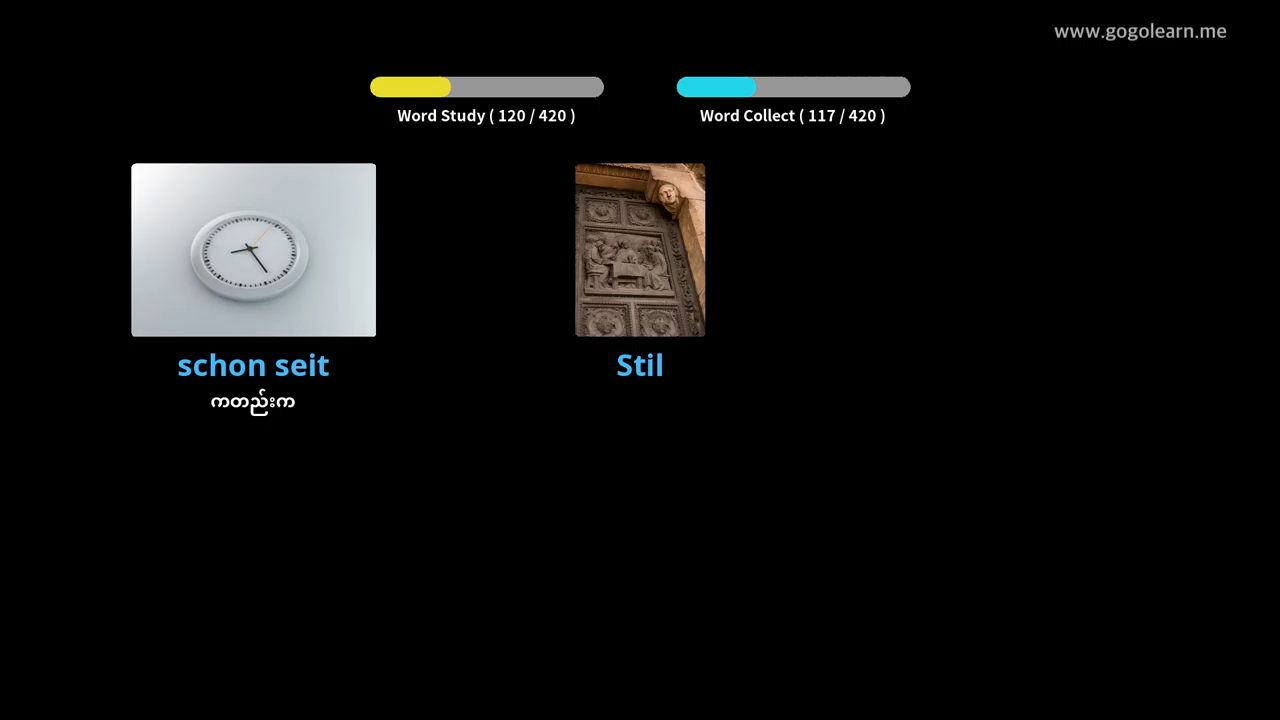 www.gogolearn.me
Word Study ( 120 / 420 )
Word Collect ( 117 / 420 )
schon seit
ကတည်းက
Stil